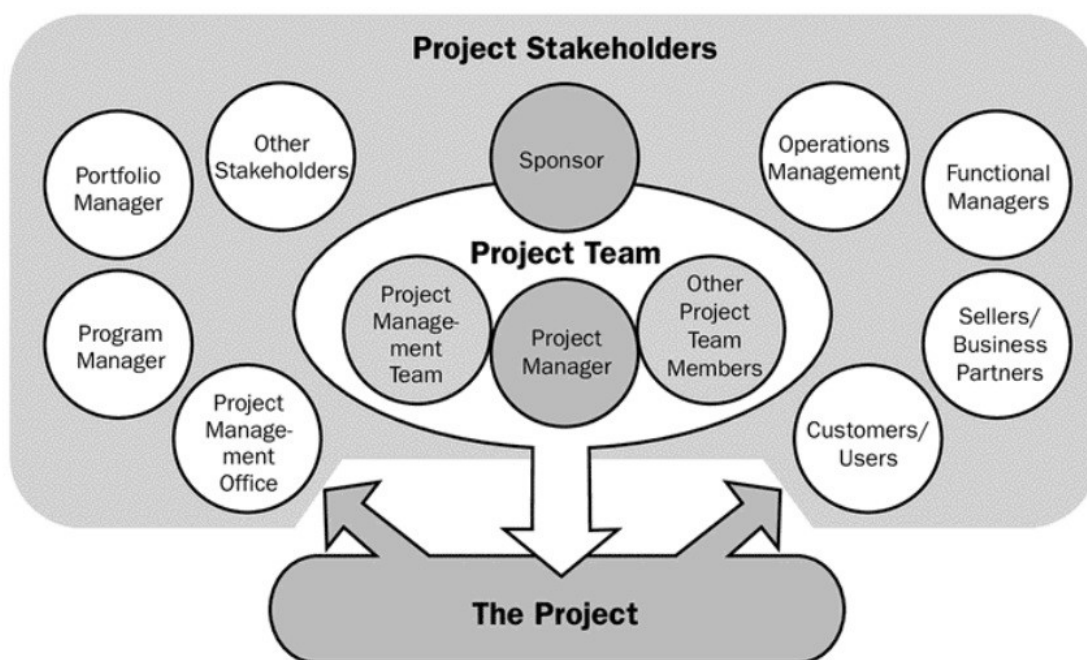 Project Stakeholders
Portfolio
Manager
Other
Stakeholders
Sponsor
Operations
Management
Functional
Managers
Project Team
Program
Manager
Project
Manage-
ment
Team
Project
Manager
Other
Project
Team
Members
Sellers/
Business
Partners
Project
Manage-
ment
Office
Customers/
Users
The Project